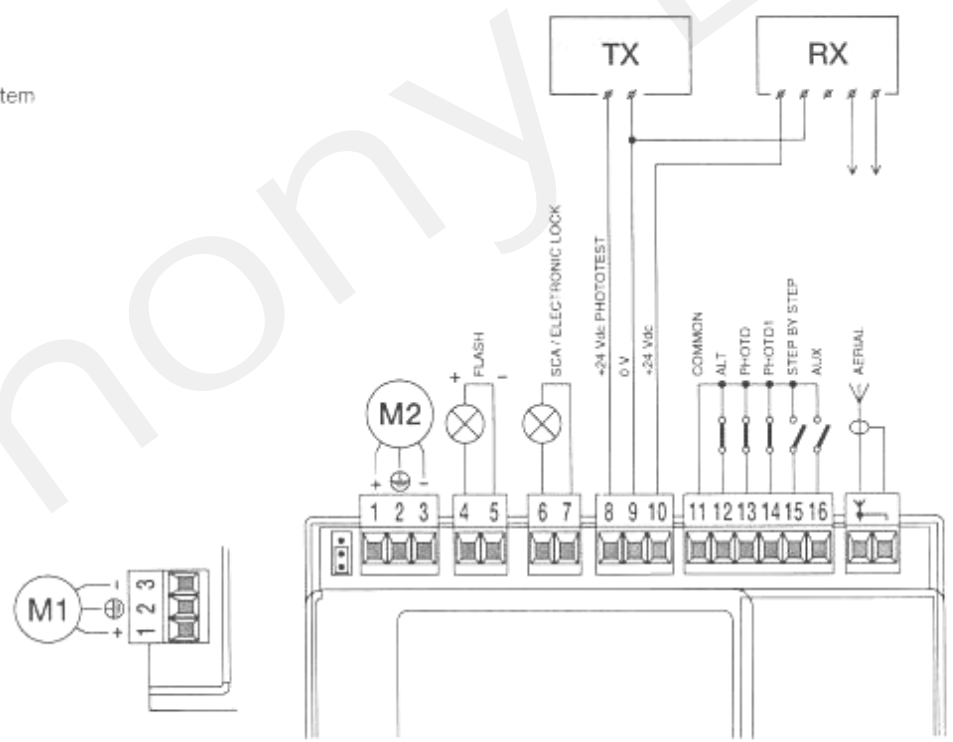 TX
RX
tem
SCA / ELECTRONIC LOCK
+24 Vdc PHOTOTEST
0 V
+24 Vdc
FLASH
+ -
COMMON
ALT
PHOTO
PHOTO1
STEP BY STEP
AUX
AERIAL
M2
+ -
1 2 3 4 5 6 7 8 9 10 11 12 13 14 15 16
M1
- 3
2
+ 1
nony